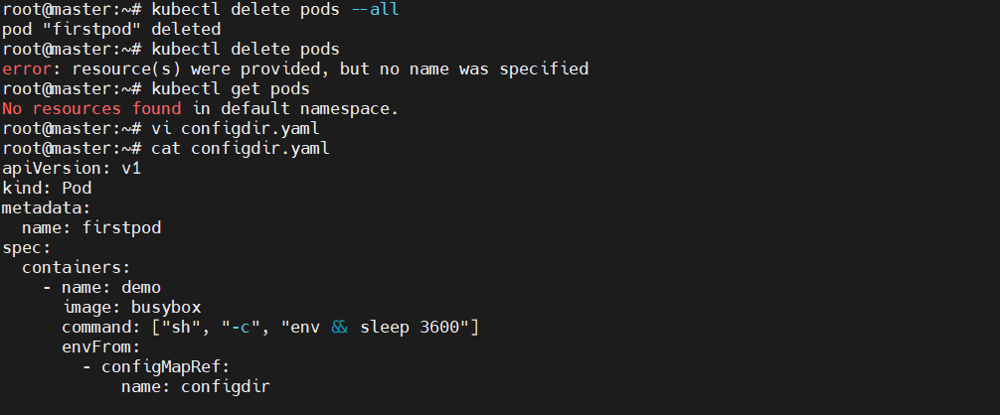 root@master:~# kubectl delete pods --all
pod "firstpod" deleted
root@master:~# kubectl delete pods
error: resource(s) were provided, but no name was specified
root@master:~# kubectl get pods
No resources found in default namespace.
root@master:~# vi configdir.yaml
root@master:~# cat configdir.yaml
apiVersion: v1
kind: Pod
metadata:
  name: firstpod
spec:
  containers:
    - name: demo
      image: busybox
      command: ["sh", "-c", "env && sleep 3600"]
      envFrom:
        - configMapRef:
            name: configdir